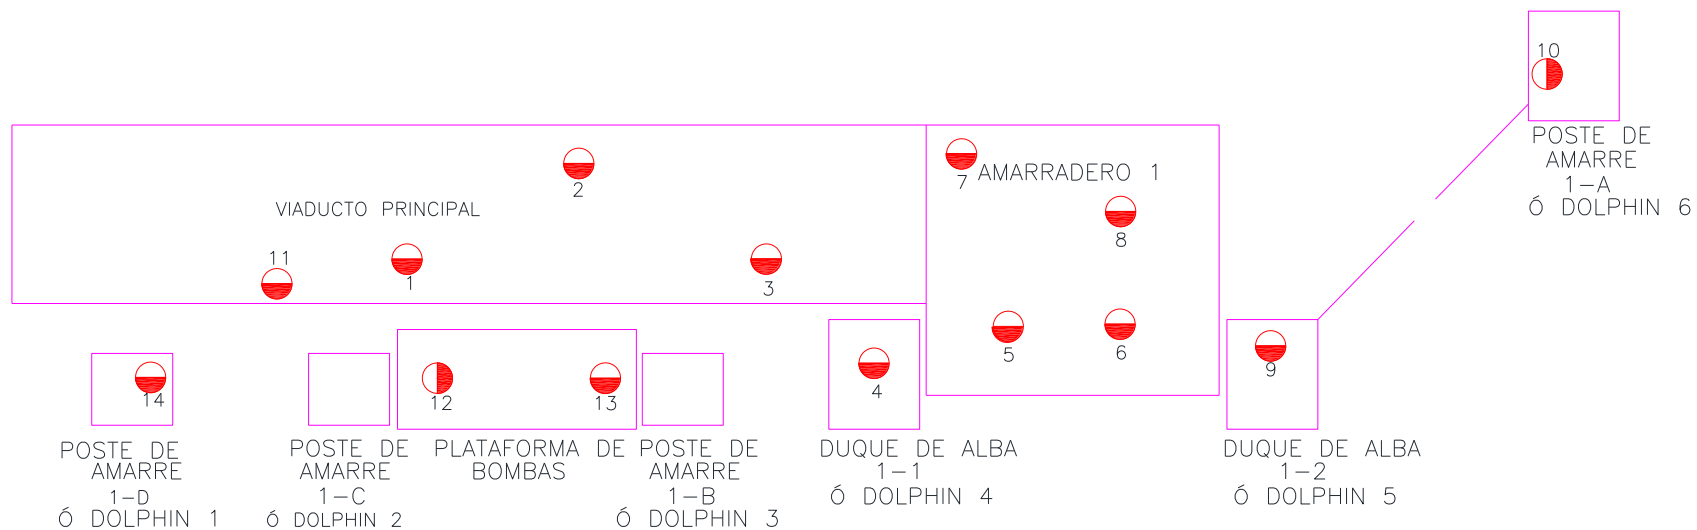 10
POSTE DE
AMARRE
1-A
Ó DOLPHIN 6
7
AMARRADERO 1
2
VIADUCTO PRINCIPAL
8
11
1
3
5
6
9
14
12
13
4
POSTE DE
AMARRE
1-D
Ó DOLPHIN 1
POSTE DE
AMARRE
1-C
Ó DOLPHIN 2
PLATAFORMA DE
BOMBAS
POSTE DE
AMARRE
1-B
Ó DOLPHIN 3
DUQUE DE ALBA
1-1
Ó DOLPHIN 4
DUQUE DE ALBA
1-2
Ó DOLPHIN 5